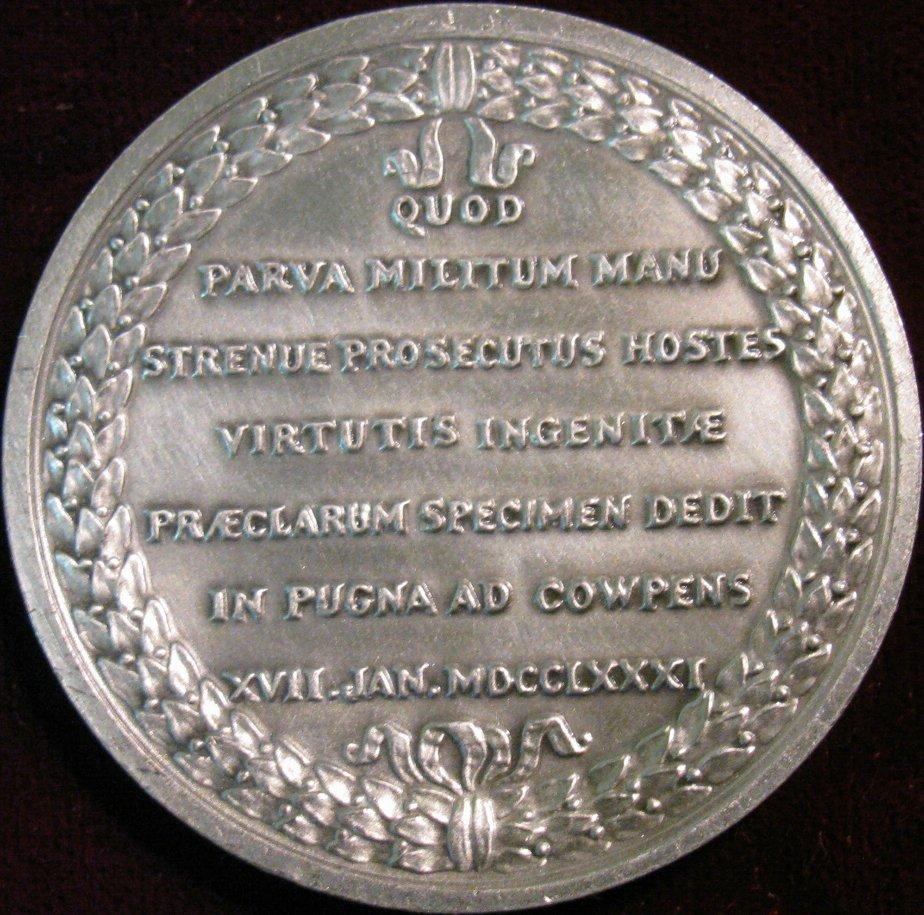 QUOD
PARVA MILITUM MANU
STRENUE PROSECUTUS HOSTES
VIRTUTIS INGENITÆ
PRÆCLARUM SPECIMEN DEDIT
IN PUGNA AD COWPENS
XVII. JAN. MDCCLXXXI